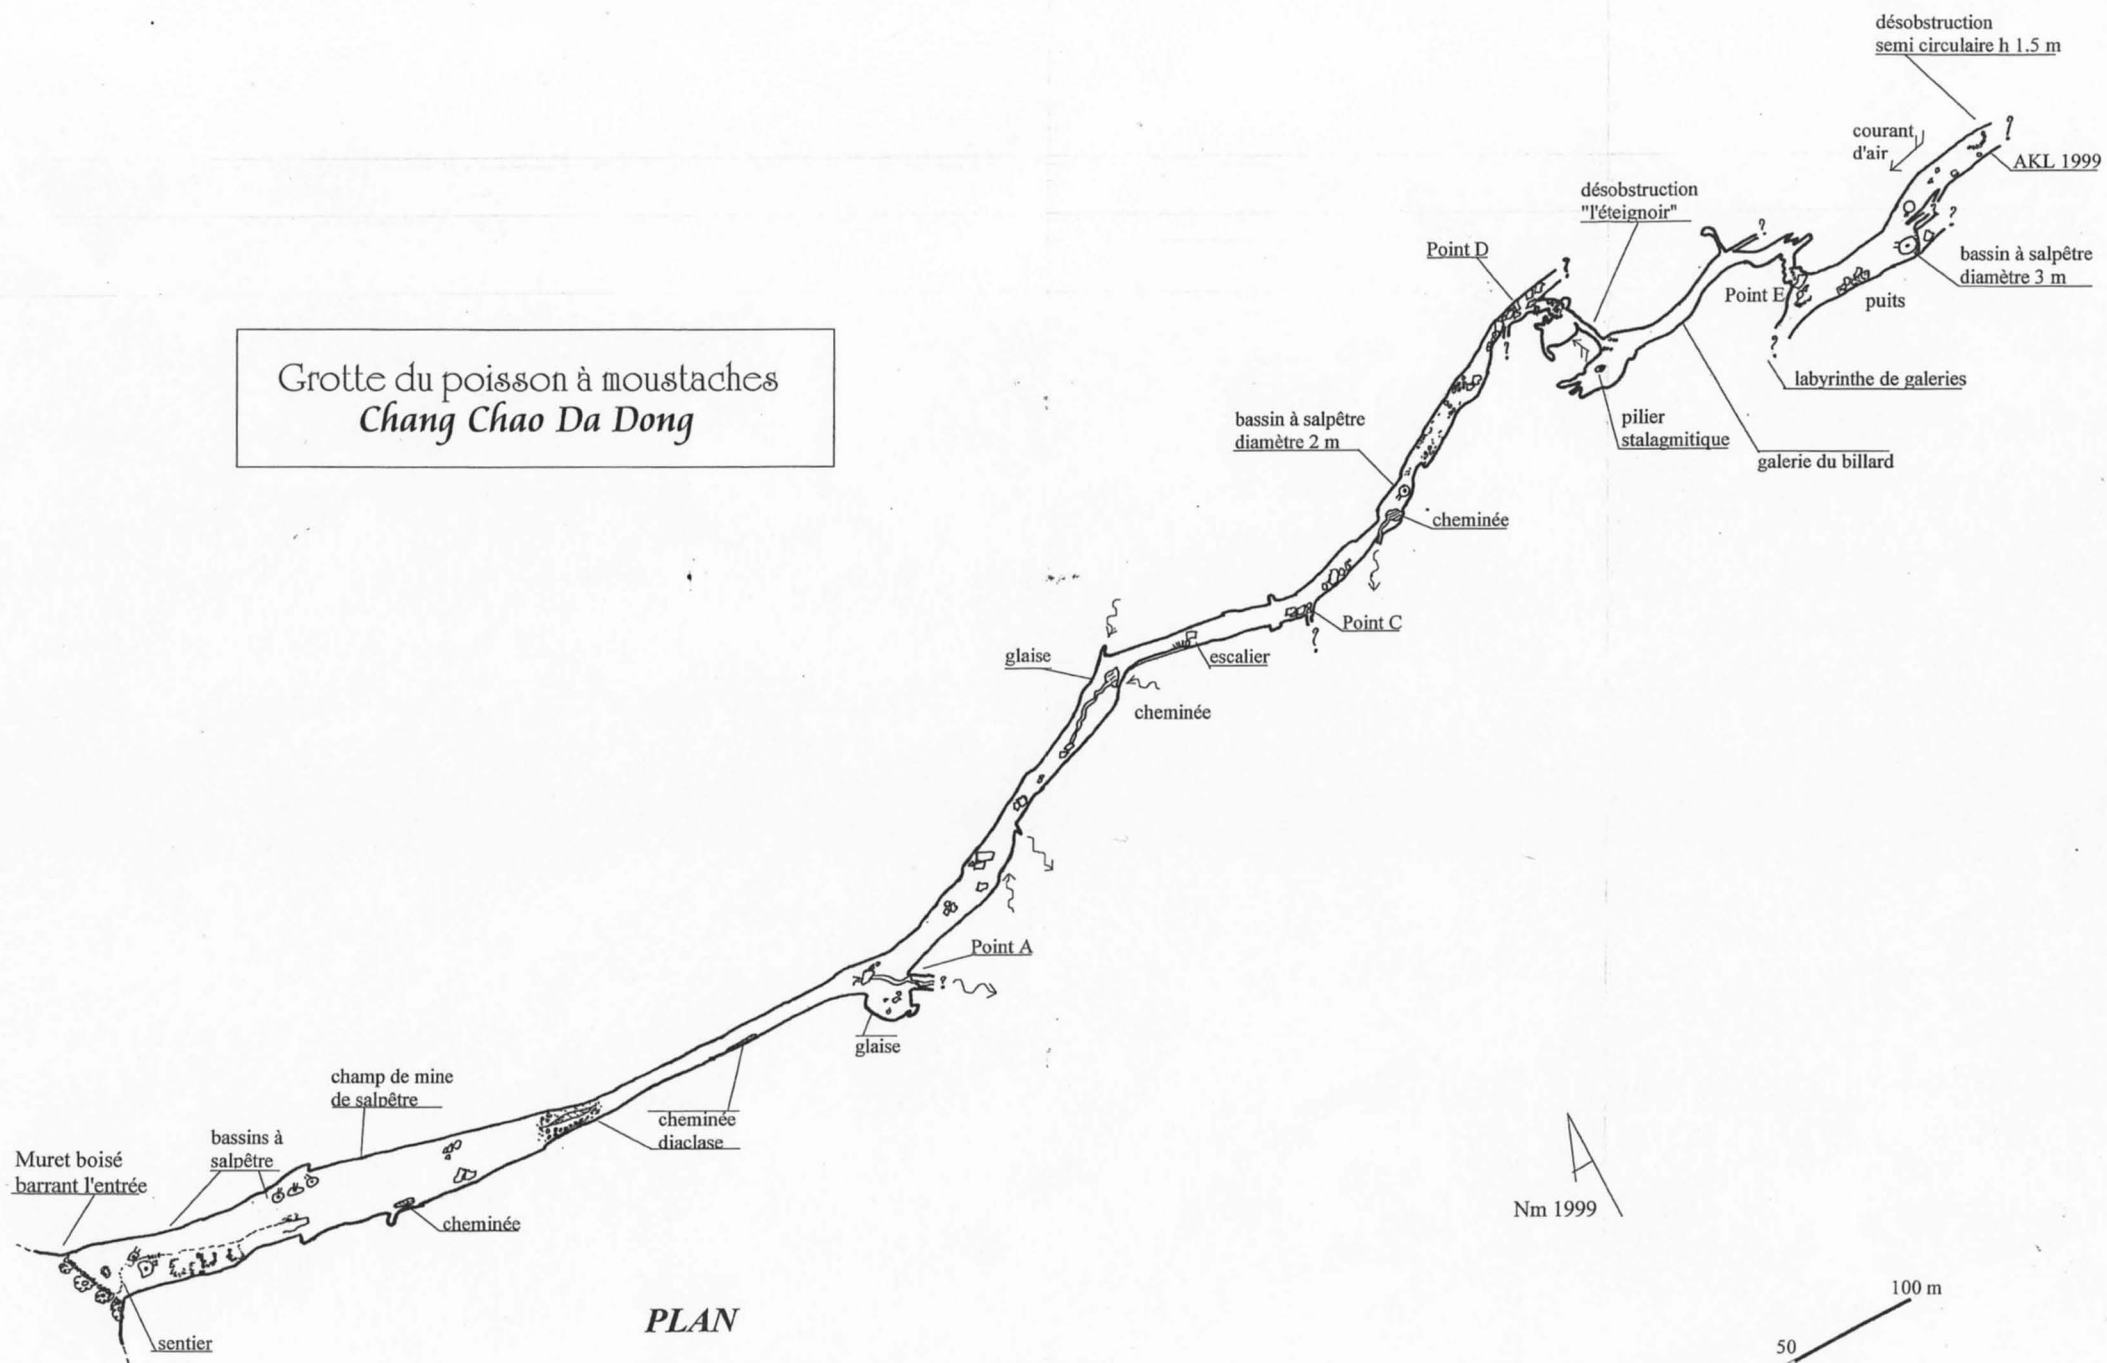 désobstruction
semi circulaire h 1.5 m
courant
d'air
AKL 1999
désobstruction
"l'éteignoir"
?
?
?
Point D
?
bassin à salpêtre
diamètre 3 m
Point E
puits
?
?
labyrinthe de galeries
Grotte du poisson à moustaches
Chang Chao Da Dong
pilier
stalagmitique
galerie du billard
bassin à salpêtre
diamètre 2 m
cheminée
Point C
?
glaise
escalier
cheminée
Point A
?
glaise
champ de mine
de salpêtre
cheminée
diaclase
bassins à
salpêtre
Muret boisé
barrant l'entrée
cheminée
Nm 1999
100 m
PLAN
sentier
50